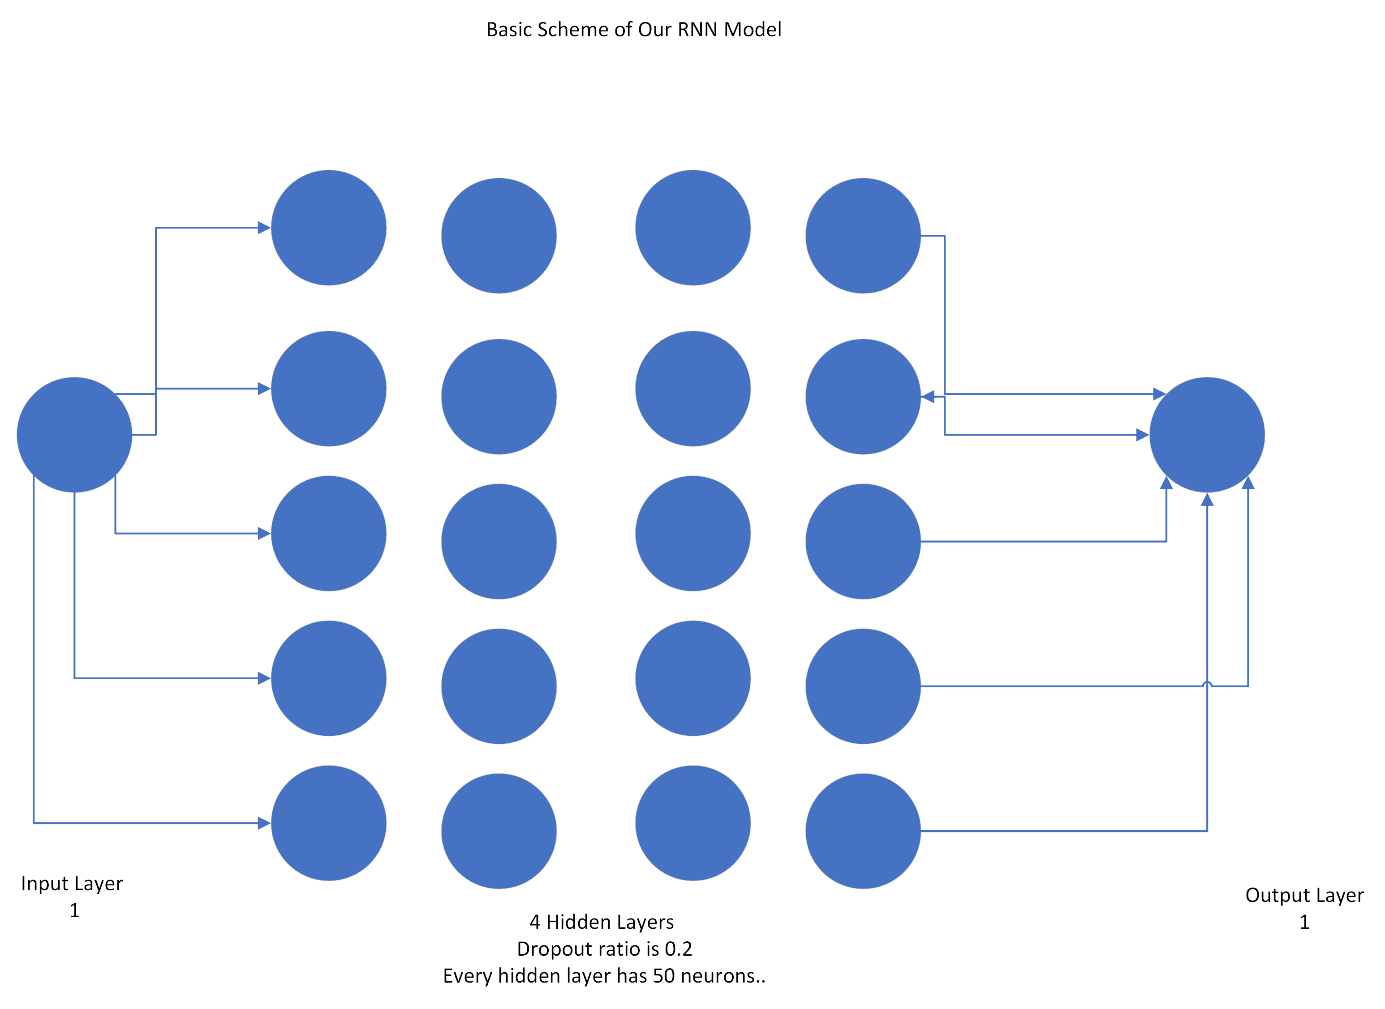 Basic Scheme of Our RNN Model
Input Layer
1
4 Hidden Layers
Dropout ratio is 0.2
Every hidden layer has 50 neurons..
Output Layer
1